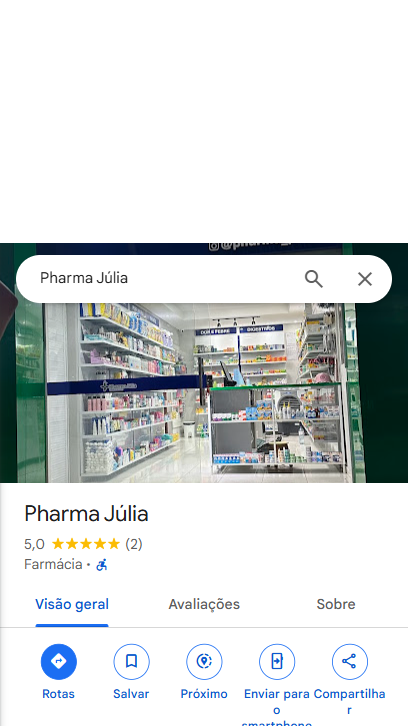 Pharma Júlia
DOR E FEBRE
DIGESTIVOS
Pharma Júlia
5,0
(2)
Farmácia ·
Visão geral
Avaliações
Sobre
Rotas
Salvar
Próximo
Enviar para
o
smartphone
Compartilha
r